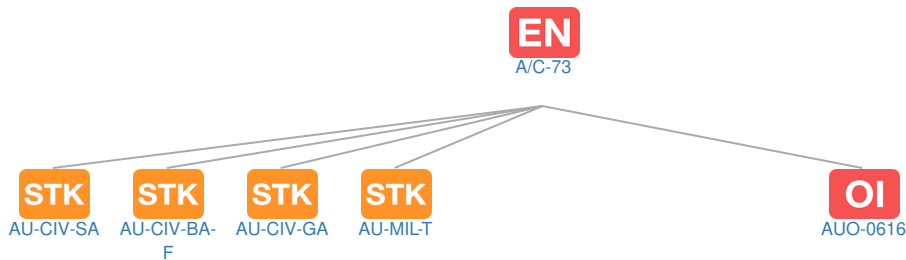 EN
A/C-73
STK STK STK STK OI
AU-CIV-SA AU-CIV-BA- AU-CIV-GA AU-MIL-T AUO-0616
F